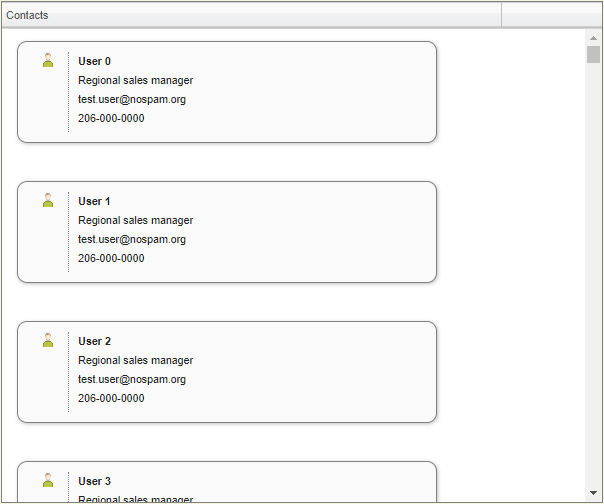 Contacts
User 0
Regional sales manager
test.user@nospam.org
206-000-0000
User 1
Regional sales manager
test.user@nospam.org
206-000-0000
User 2
Regional sales manager
test.user@nospam.org
206-000-0000
User 3
Regional sales manager